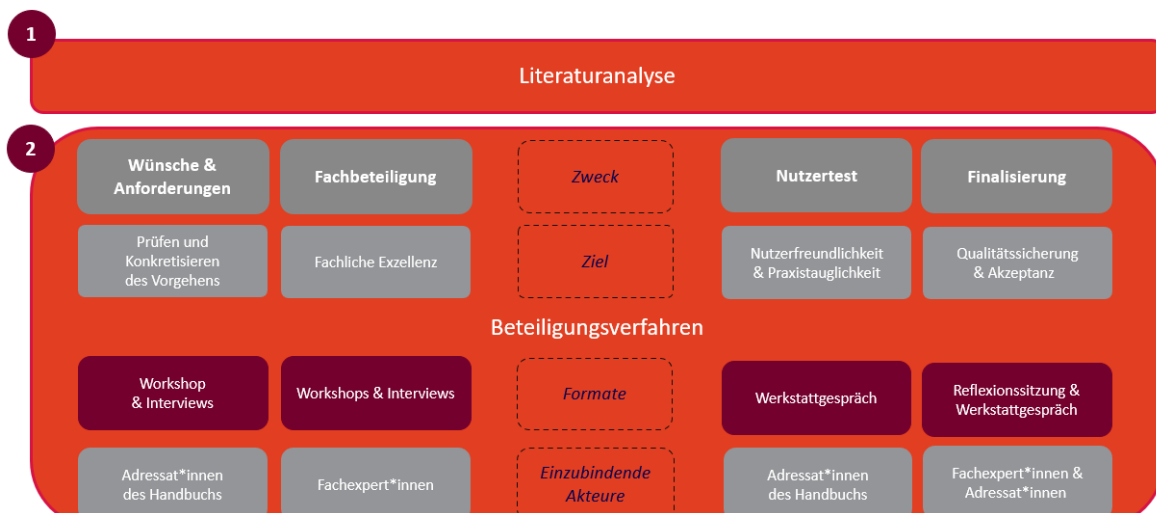 1
Literaturanalyse
2
Wünsche &
Anforderungen
Fachbeteiligung
Zweck
Nutzertest
Finalisierung
Prüfen und
Konkretisieren
des Vorgehens
Fachliche Exzellenz
Ziel
Nutzerfreundlichkeit
& Praxistauglichkeit
Qualitätssicherung
& Akzeptanz
Beteiligungsverfahren
Workshop
& Interviews
Workshops & Interviews
Formate
Werkstattgespräch
Reflexionssitzung &
Werkstattgespräch
Adressat*innen
des Handbuchs
Fachexpert*innen
Einzubindende
Akteure
Adressat*innen
des Handbuchs
Fachexpert*innen &
Adressat*innen